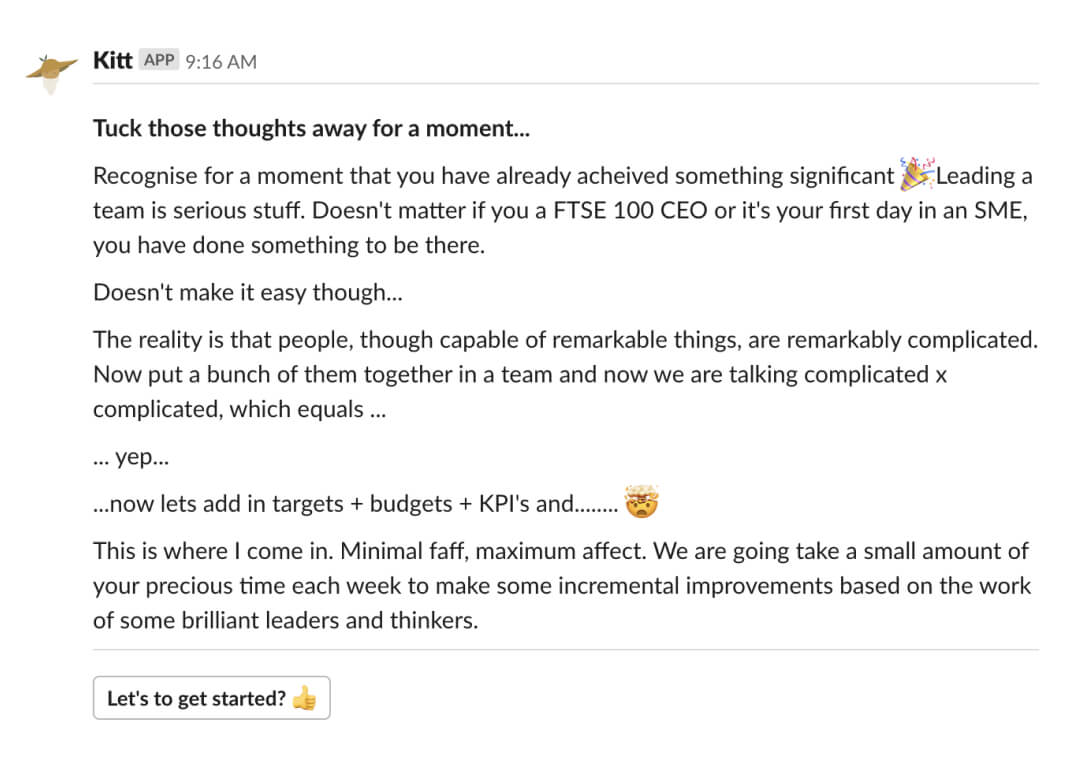 Kitt APP 9:16 AM
Tuck those thoughts away for a moment...
Recognise for a moment that you have already acheived something significant 🎉Leading a
team is serious stuff. Doesn't matter if you a FTSE 100 CEO or it's your first day in an SME,
you have done something to be there.
Doesn't make it easy though...
The reality is that people, though capable of remarkable things, are remarkably complicated.
Now put a bunch of them together in a team and now we are talking complicated x
complicated, which equals ...
... yep...
...now lets add in targets + budgets + KPI's and........ 🤯
This is where I come in. Minimal faff, maximum affect. We are going take a small amount of
your precious time each week to make some incremental improvements based on the work
of some brilliant leaders and thinkers.
Let's to get started? 👍